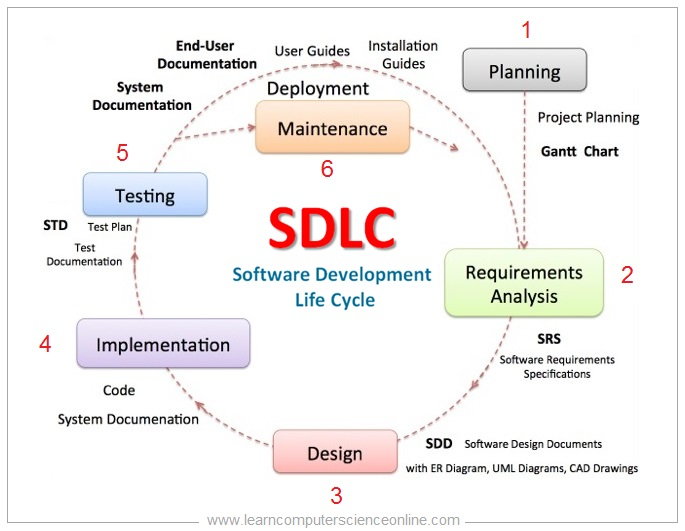 1
Planning
Project Planning
Gantt Chart
End-User
Documentation
User Guides
Installation
Guides
System
Documentation
Deployment
Maintenance
6
5
Testing
STD Test Plan
Test
Documentation
SDLC
Software Development
Life Cycle
Requirements
Analysis
2
SRS
Software Requirements
Specifications
4
Implementation
Code
System Documenation
Design
3
SDD Software Design Documents
with ER Diagram, UML Diagrams, CAD Drawings
www.learncomputerscienceonline.com